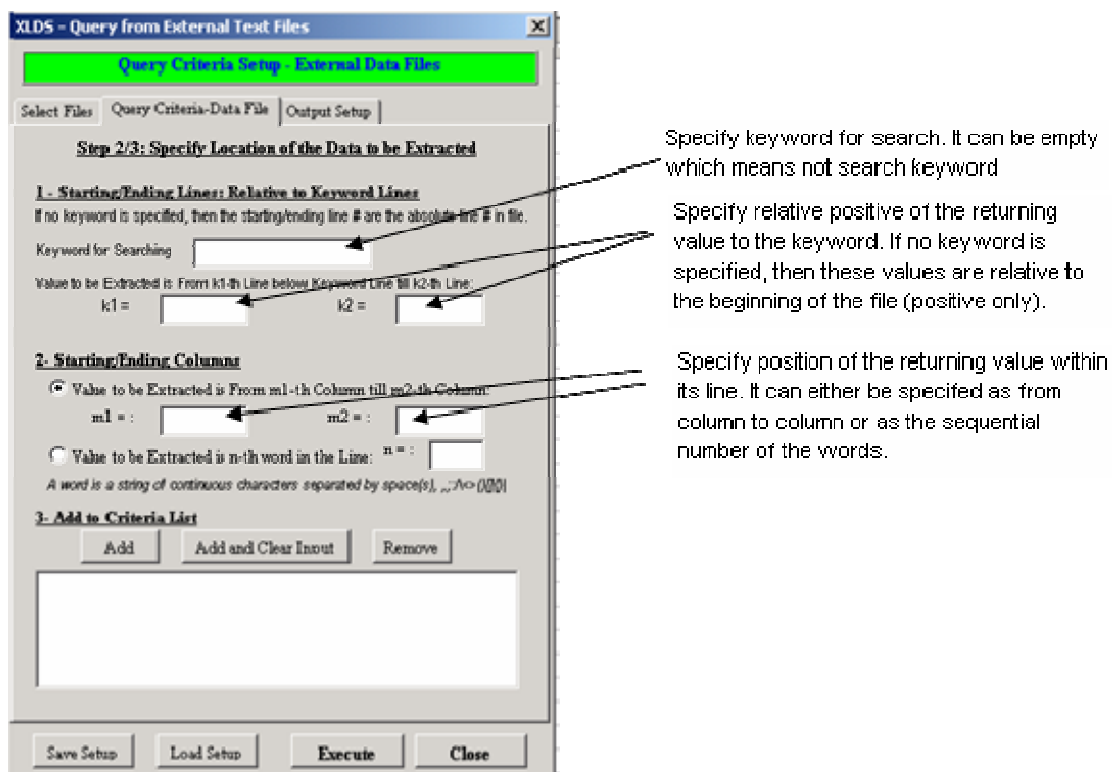 XLDS - Query from External Text Files
Query Criteria Setup - External Data Files
Select Files
Query Criteria-Data File
Output Setup
Step 2/3: Specify Location of the Data to be Extracted
1 - Starting/Ending Lines: Relative to Keyword Lines
If no keyword is specified, then the starting/ending line # are the absolute line # in file.
Keyword for Searching
Value to be Extracted is From k1-th Line below Keyword Line till k2-th Line:
k1 =
k2 =
2- Starting/Ending Columns
Value to be Extracted is From m1-th Column till m2-th Column:
m1 = :
m2 = :
Value to be Extracted is n-th word in the Line:
n = :
A word is a string of continuous characters separated by space(s),
3- Add to Criteria List
Add
Add and Clear Input
Remove
Save Setup
Load Setup
Execute
Close
Specify keyword for search. It can be empty
which means not search keyword
Specify relative positive of the returning
value to the keyword. If no keyword is
specified, then these values are relative to
the beginning of the file (positive only).
Specify position of the returning value within
its line. It can either be specifed as from
column to column or as the sequential
number of the words.